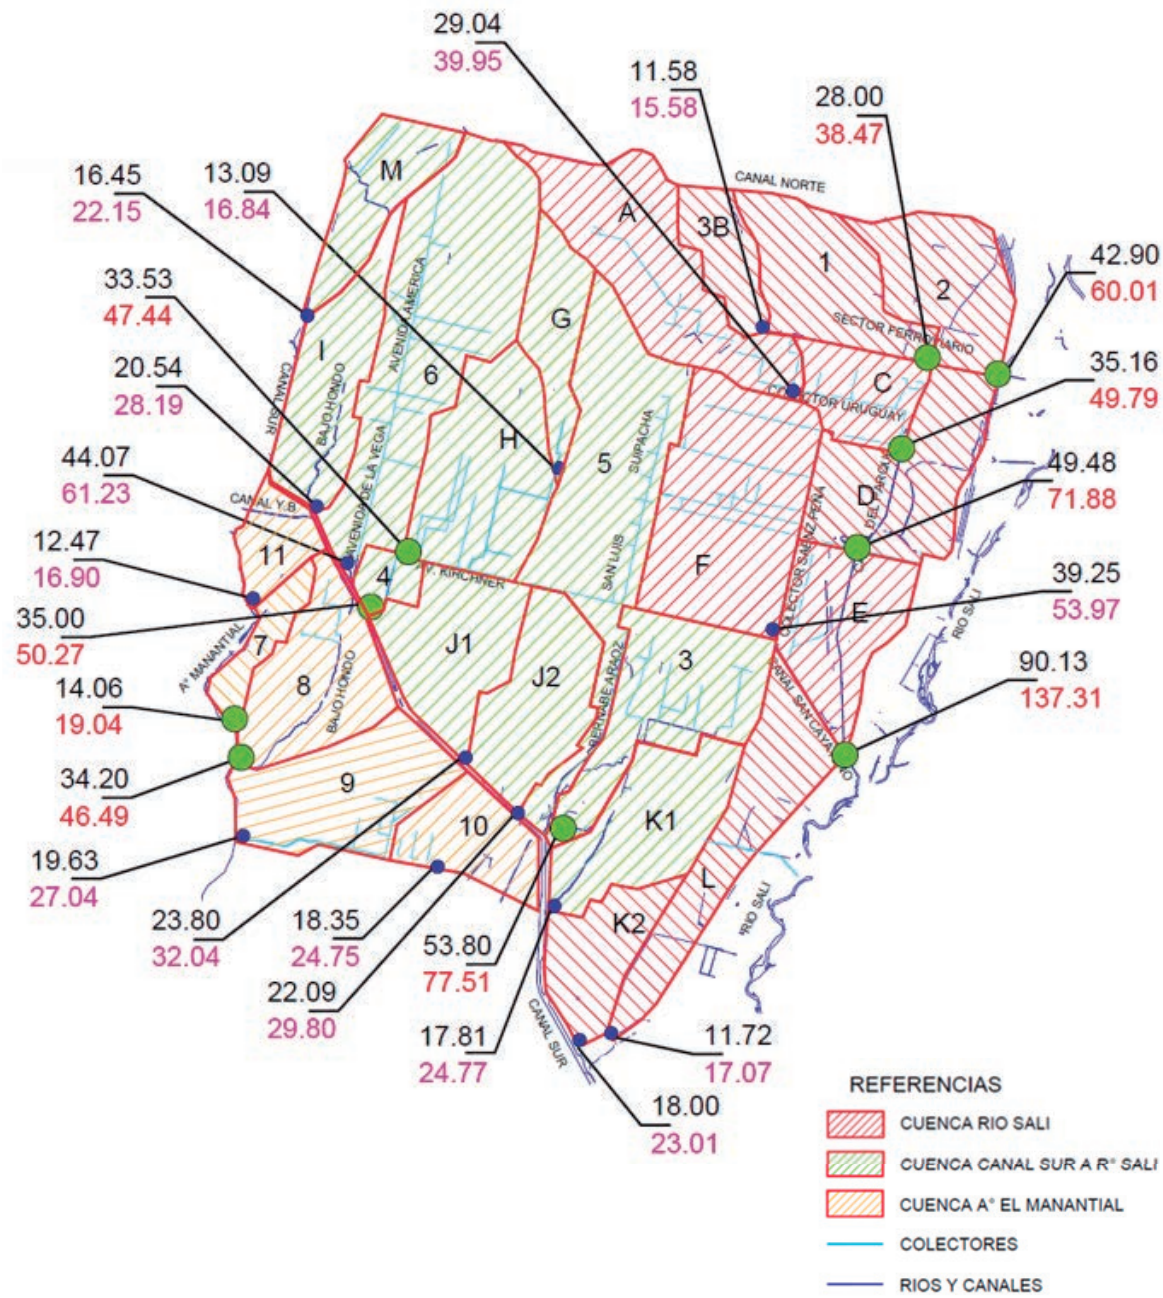 29.04
39.95
11.58
15.58
28.00
38.47
16.45
22.15
13.09
16.84
CANAL NORTE
M
A
3B
1
2
42.90
60.01
33.53
47.44
AVENIDA AMERICA
G
SECTOR FERROVIARIO
I
CANAL SUR
BAJO HONDO
6
C
COLECTOR URUGUAY
35.16
49.79
20.54
28.19
AVENIDA DE LA VEGA
H
5
SUIPACHA
44.07
61.23
CANAL Y.B
D
49.48
71.88
COLECTOR SAENZ PEÑA
12.47
16.90
11
4
V. KIRCHNER
SAN LUIS
F
39.25
53.97
E
RIO SALI
35.00
50.27
A° MANANTIAL
7
8
BAJO HONDO
J1
J2
BERNABE ARAOZ
3
CANAL SAN CAYATANO
90.13
137.31
14.06
19.04
34.20
46.49
9
10
K1
L
RIO SALI
19.63
27.04
23.80
32.04
18.35
24.75
22.09
29.80
53.80
77.51
K2
17.81
24.77
CANAL SUR
11.72
17.07
18.00
23.01
REFERENCIAS
CUENCA RIO SALI
CUENCA CANAL SUR A R° SALI
CUENCA A° EL MANANTIAL
COLECTORES
RIOS Y CANALES